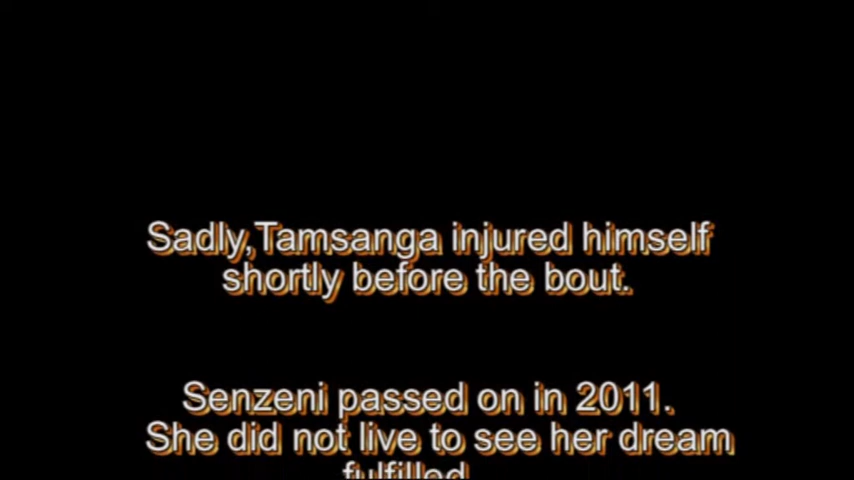 Sadly,Tamsanga injured himself
shortly before the bout.
Senzeni passed on in 2011.
She did not live to see her dream
fulfilled